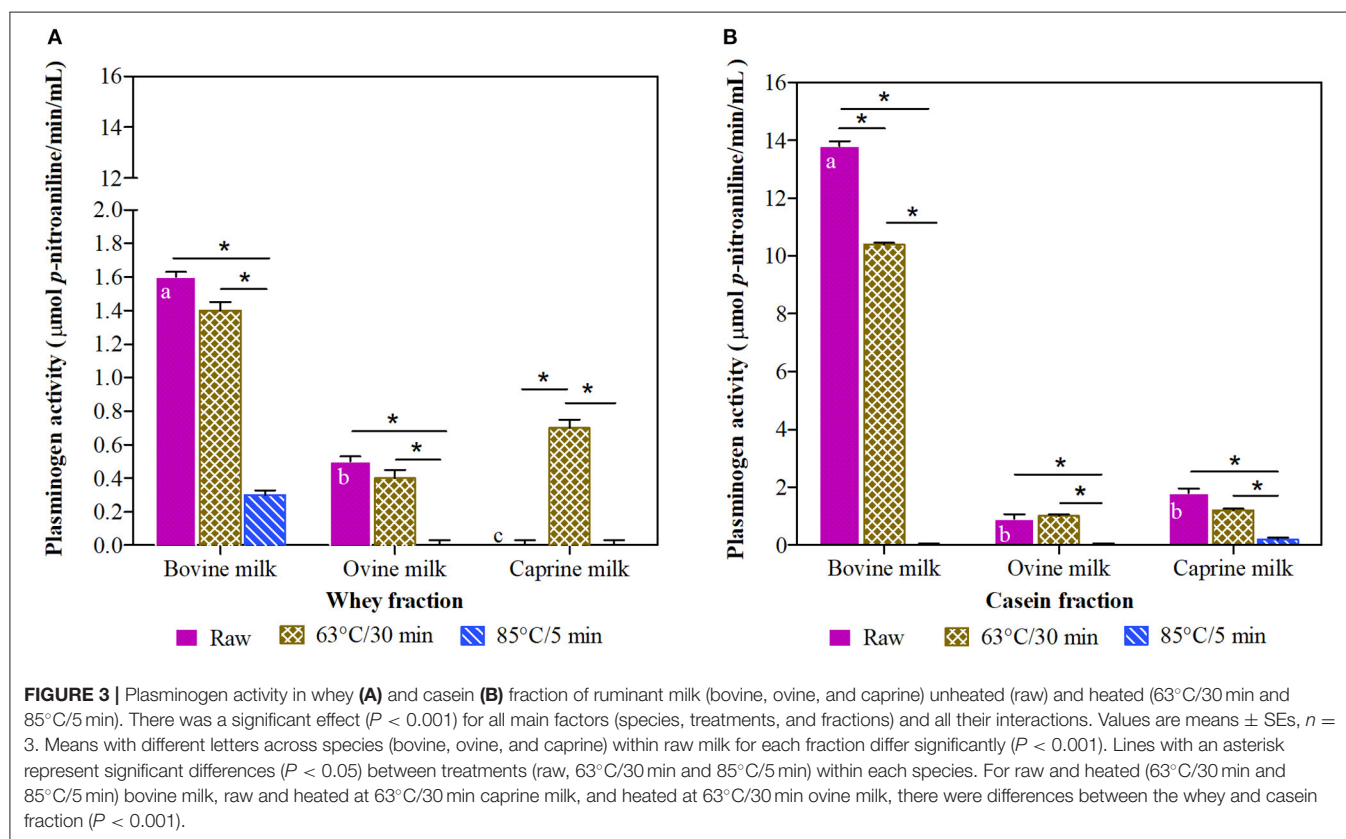 A
Plasminogen activity ( μmol p-nitroaniline/min/mL)
16
14
12
2.0
1.8
1.6
1.4
1.2
1.0
0.8
0.6
0.4
0.2
0.0
* *
a
* *
b
* *
c
Bovine milk Ovine milk Caprine milk
Whey fraction
Raw 63°C/30 min 85°C/5 min
B
Plasminogen activity ( μmol p-nitroaniline/min/mL)
16
14
12
10
8
6
4
2
0
*
*
*
a
*
*
b
*
*
b
Bovine milk Ovine milk Caprine milk
Casein fraction
Raw 63°C/30 min 85°C/5 min
FIGURE 3 | Plasminogen activity in whey (A) and casein (B) fraction of ruminant milk (bovine, ovine, and caprine) unheated (raw) and heated (63°C/30 min and
85°C/5 min). There was a significant effect (P < 0.001) for all main factors (species, treatments, and fractions) and all their interactions. Values are means ± SEs, n =
3. Means with different letters across species (bovine, ovine, and caprine) within raw milk for each fraction differ significantly (P < 0.001). Lines with an asterisk
represent significant differences (P < 0.05) between treatments (raw, 63°C/30 min and 85°C/5 min) within each species. For raw and heated (63°C/30 min and
85°C/5 min) bovine milk, raw and heated at 63°C/30 min caprine milk, and heated at 63°C/30 min ovine milk, there were differences between the whey and casein
fraction (P < 0.001).